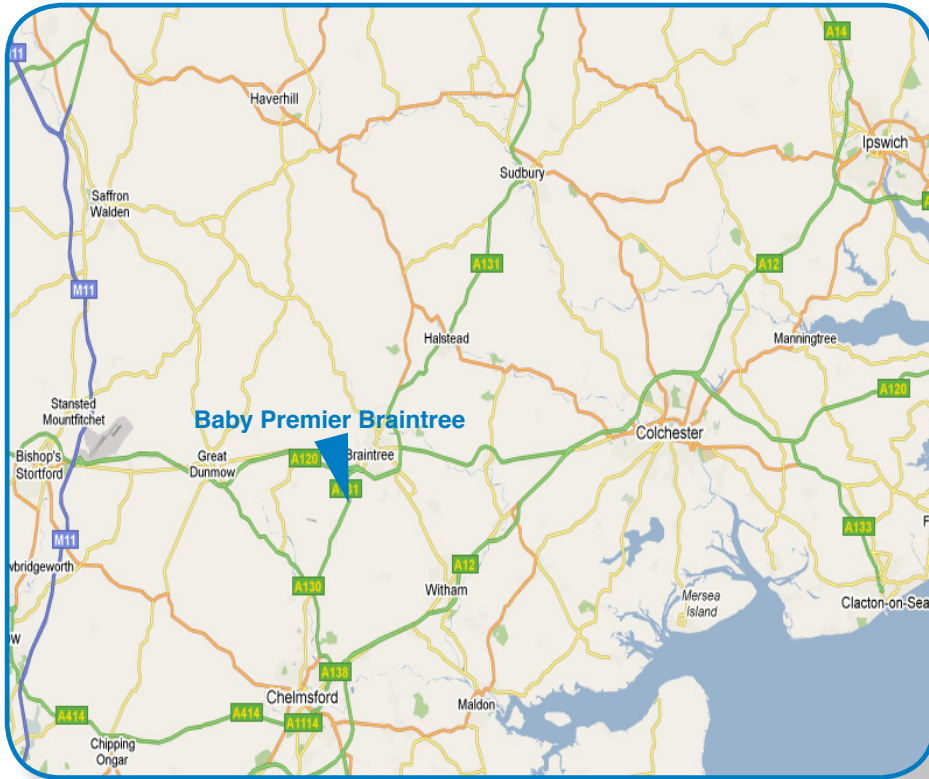 A14
M11
Haverhill
Ipswich
Sudbury
Saffron
Walden
A131
A12
M11
Halstead
Manningtree
A120
Stansted
Mountfitchet
Baby Premier Braintree
Colchester
Bishop's
Stortford
Great
Dunmow
A120
Braintree
A131
A133
M11
wbridgeworth
A130
A12
Witham
Mersea
Island
Clacton-on-Sea
A138
Chelmsford
Maldon
A414
A414
A1114
Chipping
Ongar